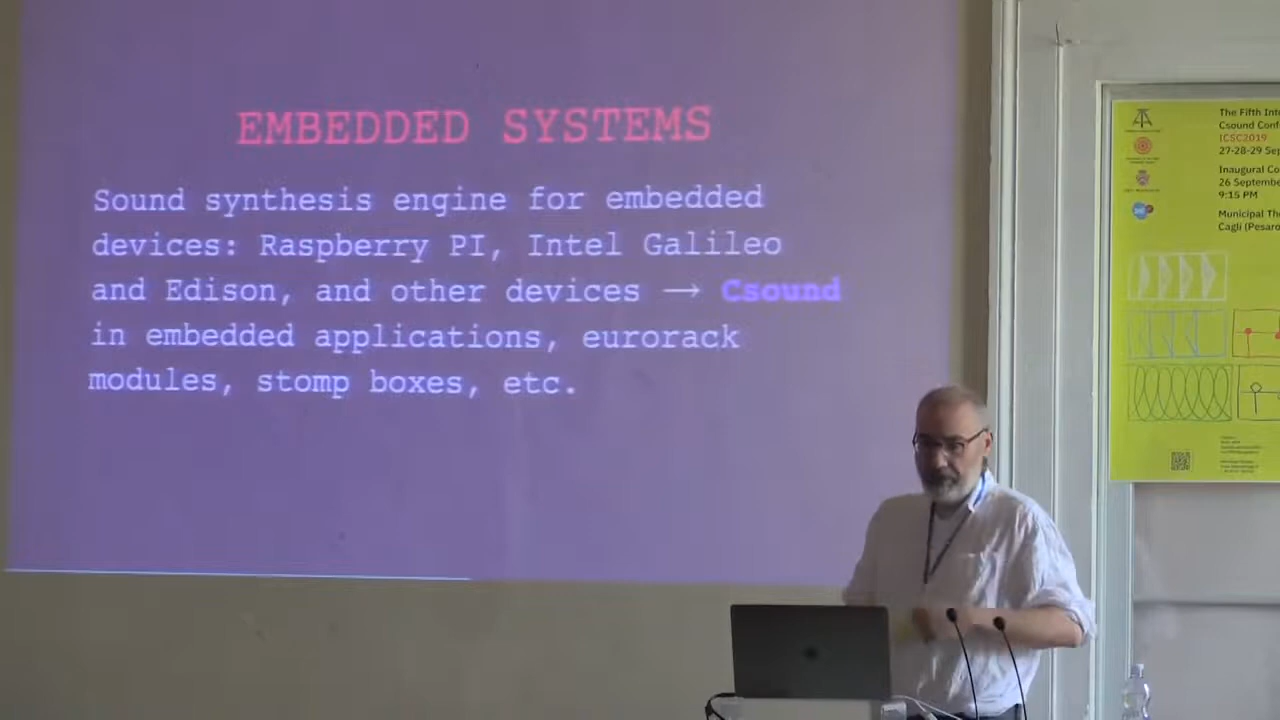 EMBEDDED SYSTEMS
Sound synthesis engine for embedded
devices: Raspberry PI, Intel Galileo
and Edison, and other devices → Csound
in embedded applications, eurorack
modules, stomp boxes, etc.
The Fifth Int
Csound Conf
ICSC2019
27-28-29 Sep
Inaugural Co
26 Septembe
9:15 PM
Municipal Th
Cagli (Pesaro